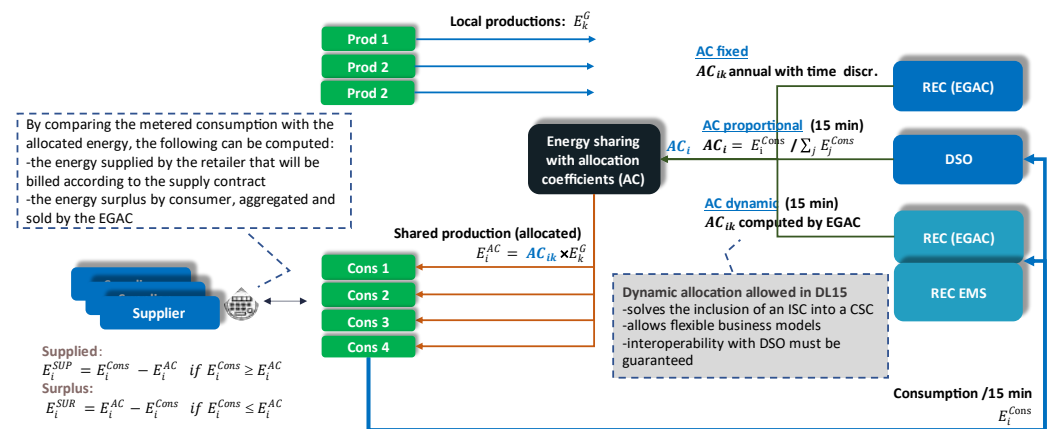 Local productions: E_k^G
Prod 1
Prod 2
Prod 2
AC fixed
AC_ik annual with time discr.
REC (EGAC)
By comparing the metered consumption with the
allocated energy, the following can be computed:
-the energy supplied by the retailer that will be
billed according to the supply contract
-the energy surplus by consumer, aggregated and
sold by the EGAC
Energy sharing
with allocation
coefficients (AC)
AC_i
AC proportional (15 min)
AC_i = E_i^Cons / ∑_j E_j^Cons
DSO
AC dynamic (15 min)
AC_ik computed by EGAC
REC (EGAC)
REC EMS
Shared production (allocated)
E_i^AC = AC_ik × E_k^G
Cons 1
Cons 2
Cons 3
Cons 4
Supplier
Dynamic allocation allowed in DL15
-solves the inclusion of an ISC into a CSC
-allows flexible business models
-interoperability with DSO must be
guaranteed
Supplied:
E_i^SUP = E_i^Cons − E_i^AC if E_i^Cons ≥ E_i^AC
Surplus:
E_i^SUR = E_i^AC − E_i^Cons if E_i^Cons ≤ E_i^AC
Consumption /15 min
E_i^Cons